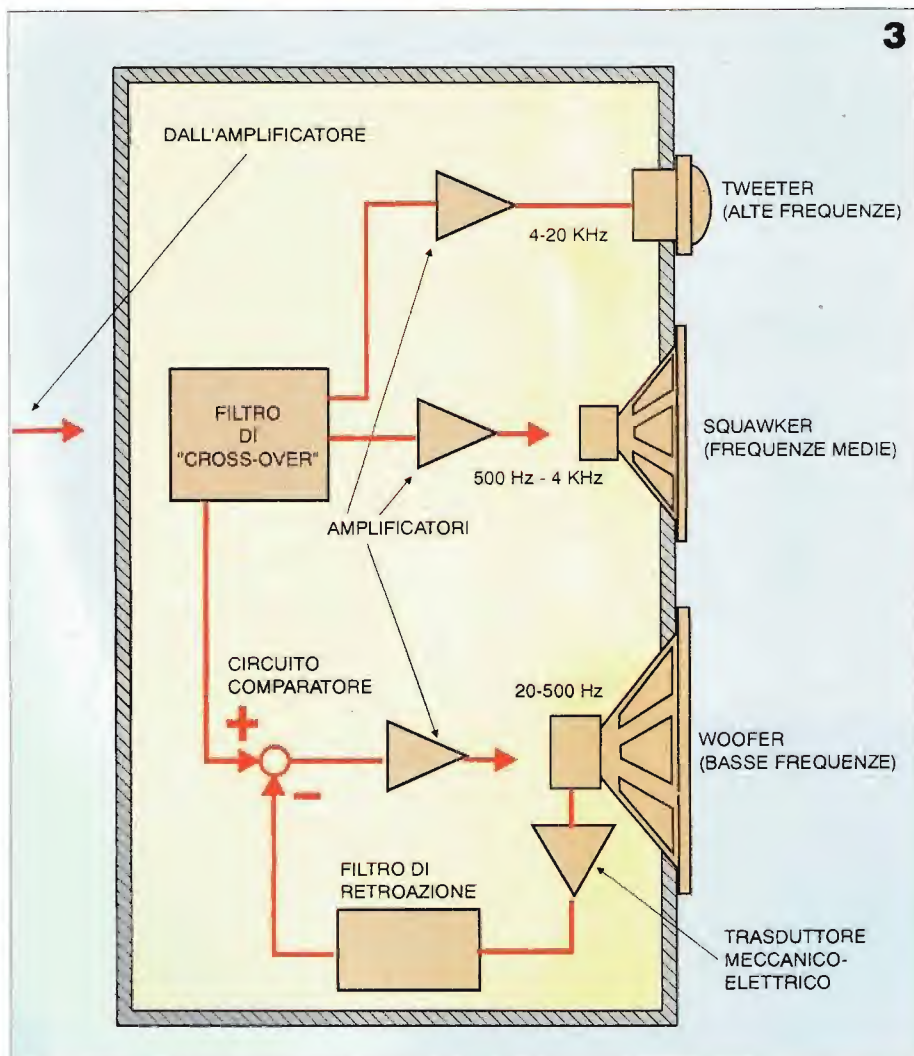 3
DALL'AMPLIFICATORE
TWEETER
(ALTE FREQUENZE)
4-20 KHz
FILTRO
DI
"CROSS-OVER"
SQUAWKER
(FREQUENZE MEDIE)
500 Hz - 4 KHz
AMPLIFICATORI
CIRCUITO
COMPARATORE
+
20-500 Hz
WOOFER
(BASSE FREQUENZE)
−
FILTRO DI
RETROAZIONE
TRASDUTTORE
MECCANICO-
ELETTRICO